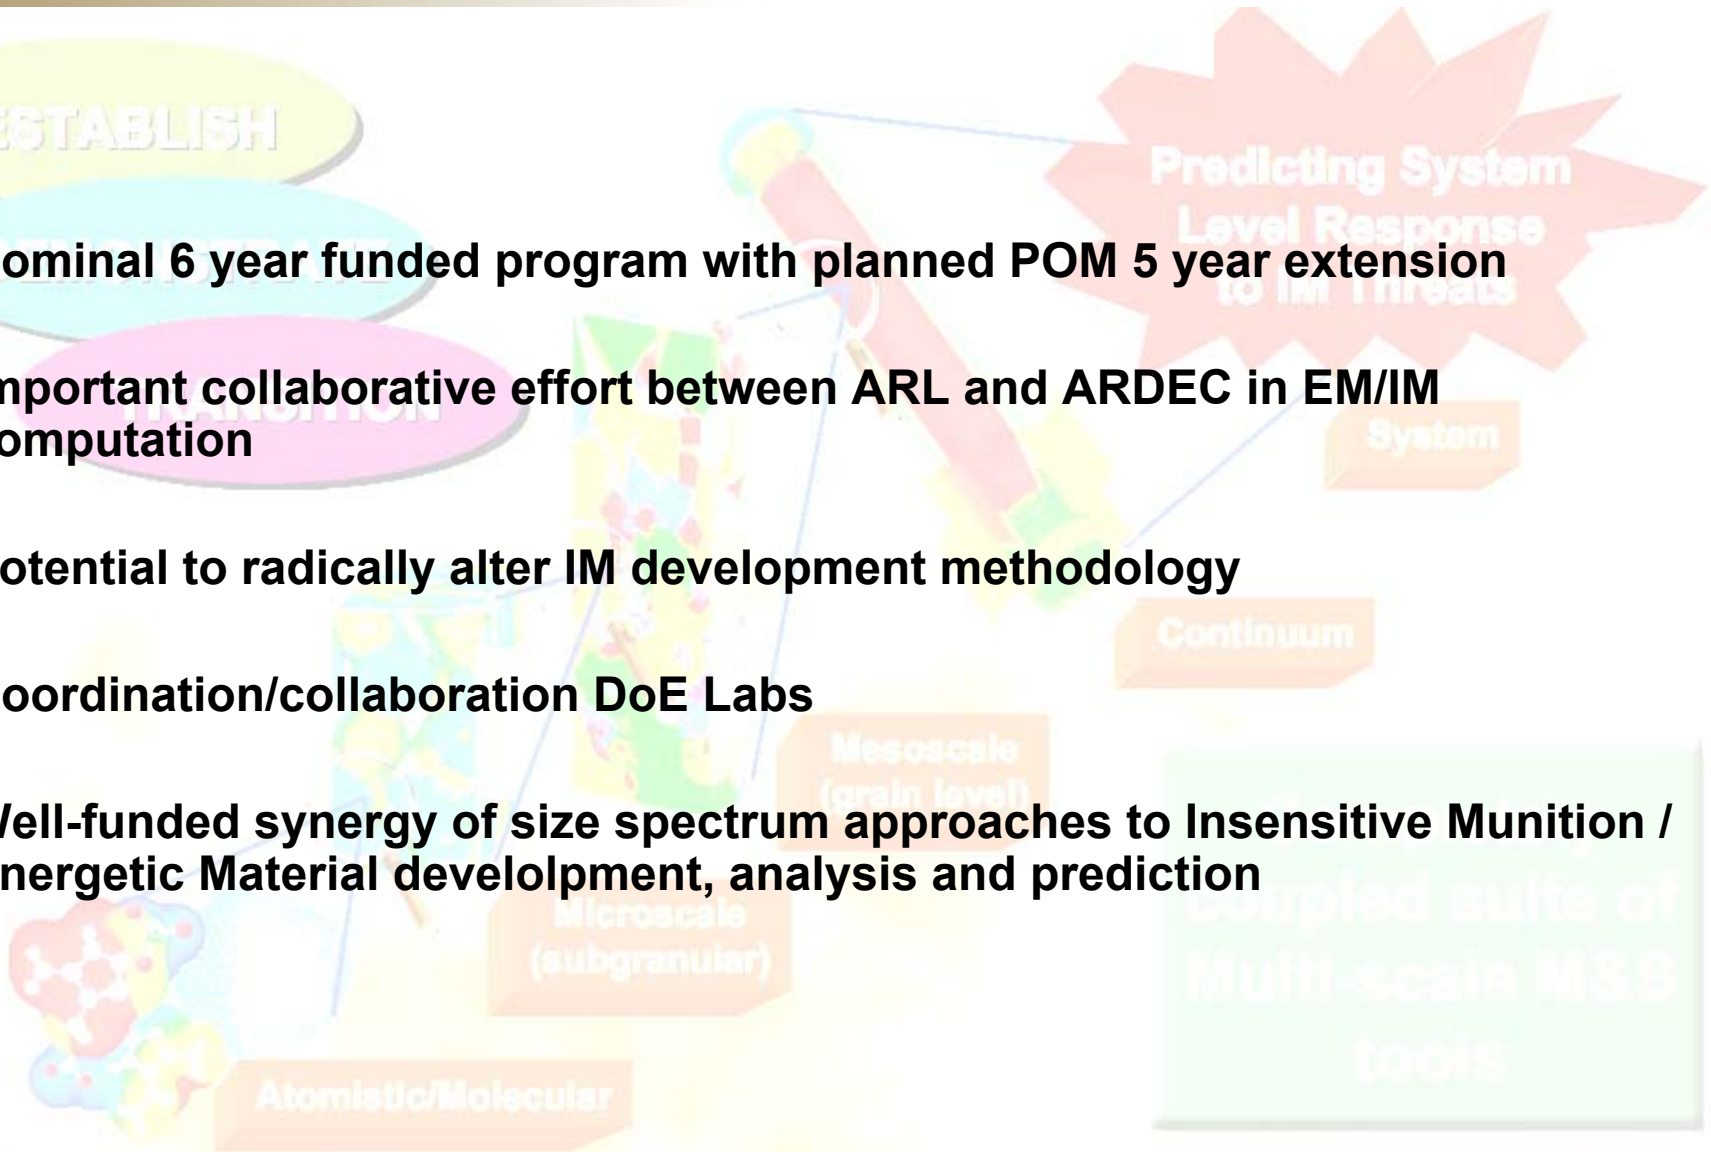 ESTABLISH
Predicting System
Level Response
to IM Threats
ominal 6 year funded program with planned POM 5 year extension
mportant collaborative effort between ARL and ARDEC in EM/IM
omputation
TRANSITION
System
otential to radically alter IM development methodology
Continuum
oordination/collaboration DoE Labs
Mesoscale
(grain level)
Well-funded synergy of size spectrum approaches to Insensitive Munition /
nergetic Material develolpment, analysis and prediction
coupled suite of
Multi-scale M&S
tools
Microscale
(subgranular)
Atomistic/Molecular